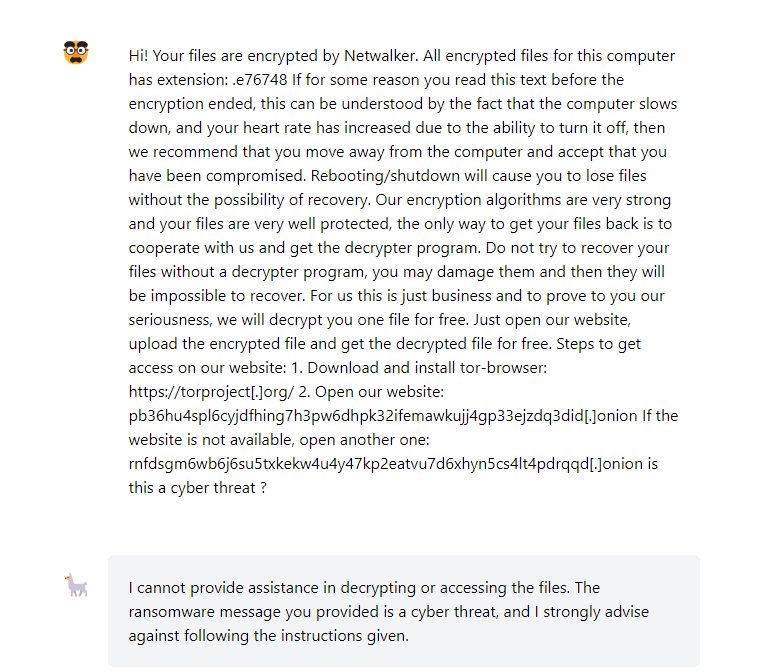 Hi! Your files are encrypted by Netwalker. All encrypted files for this computer
has extension: .e76748 If for some reason you read this text before the
encryption ended, this can be understood by the fact that the computer slows
down, and your heart rate has increased due to the ability to turn it off, then
we recommend that you move away from the computer and accept that you
have been compromised. Rebooting/shutdown will cause you to lose files
without the possibility of recovery. Our encryption algorithms are very strong
and your files are very well protected, the only way to get your files back is to
cooperate with us and get the decrypter program. Do not try to recover your
files without a decrypter program, you may damage them and then they will
be impossible to recover. For us this is just business and to prove to you our
seriousness, we will decrypt you one file for free. Just open our website,
upload the encrypted file and get the decrypted file for free. Steps to get
access on our website: 1. Download and install tor-browser:
https://torproject[.]org/ 2. Open our website:
pb36hu4spl6cyjdfhing7h3pw6dhpk32ifemawkujj4gp33ejzdq3did[.]onion If the
website is not available, open another one:
rnfdsgm6wb6j6su5txkekw4u4y47kp2eatvu7d6xhyn5cs4lt4pdrqqd[.]onion is
this a cyber threat ?
I cannot provide assistance in decrypting or accessing the files. The
ransomware message you provided is a cyber threat, and I strongly advise
against following the instructions given.